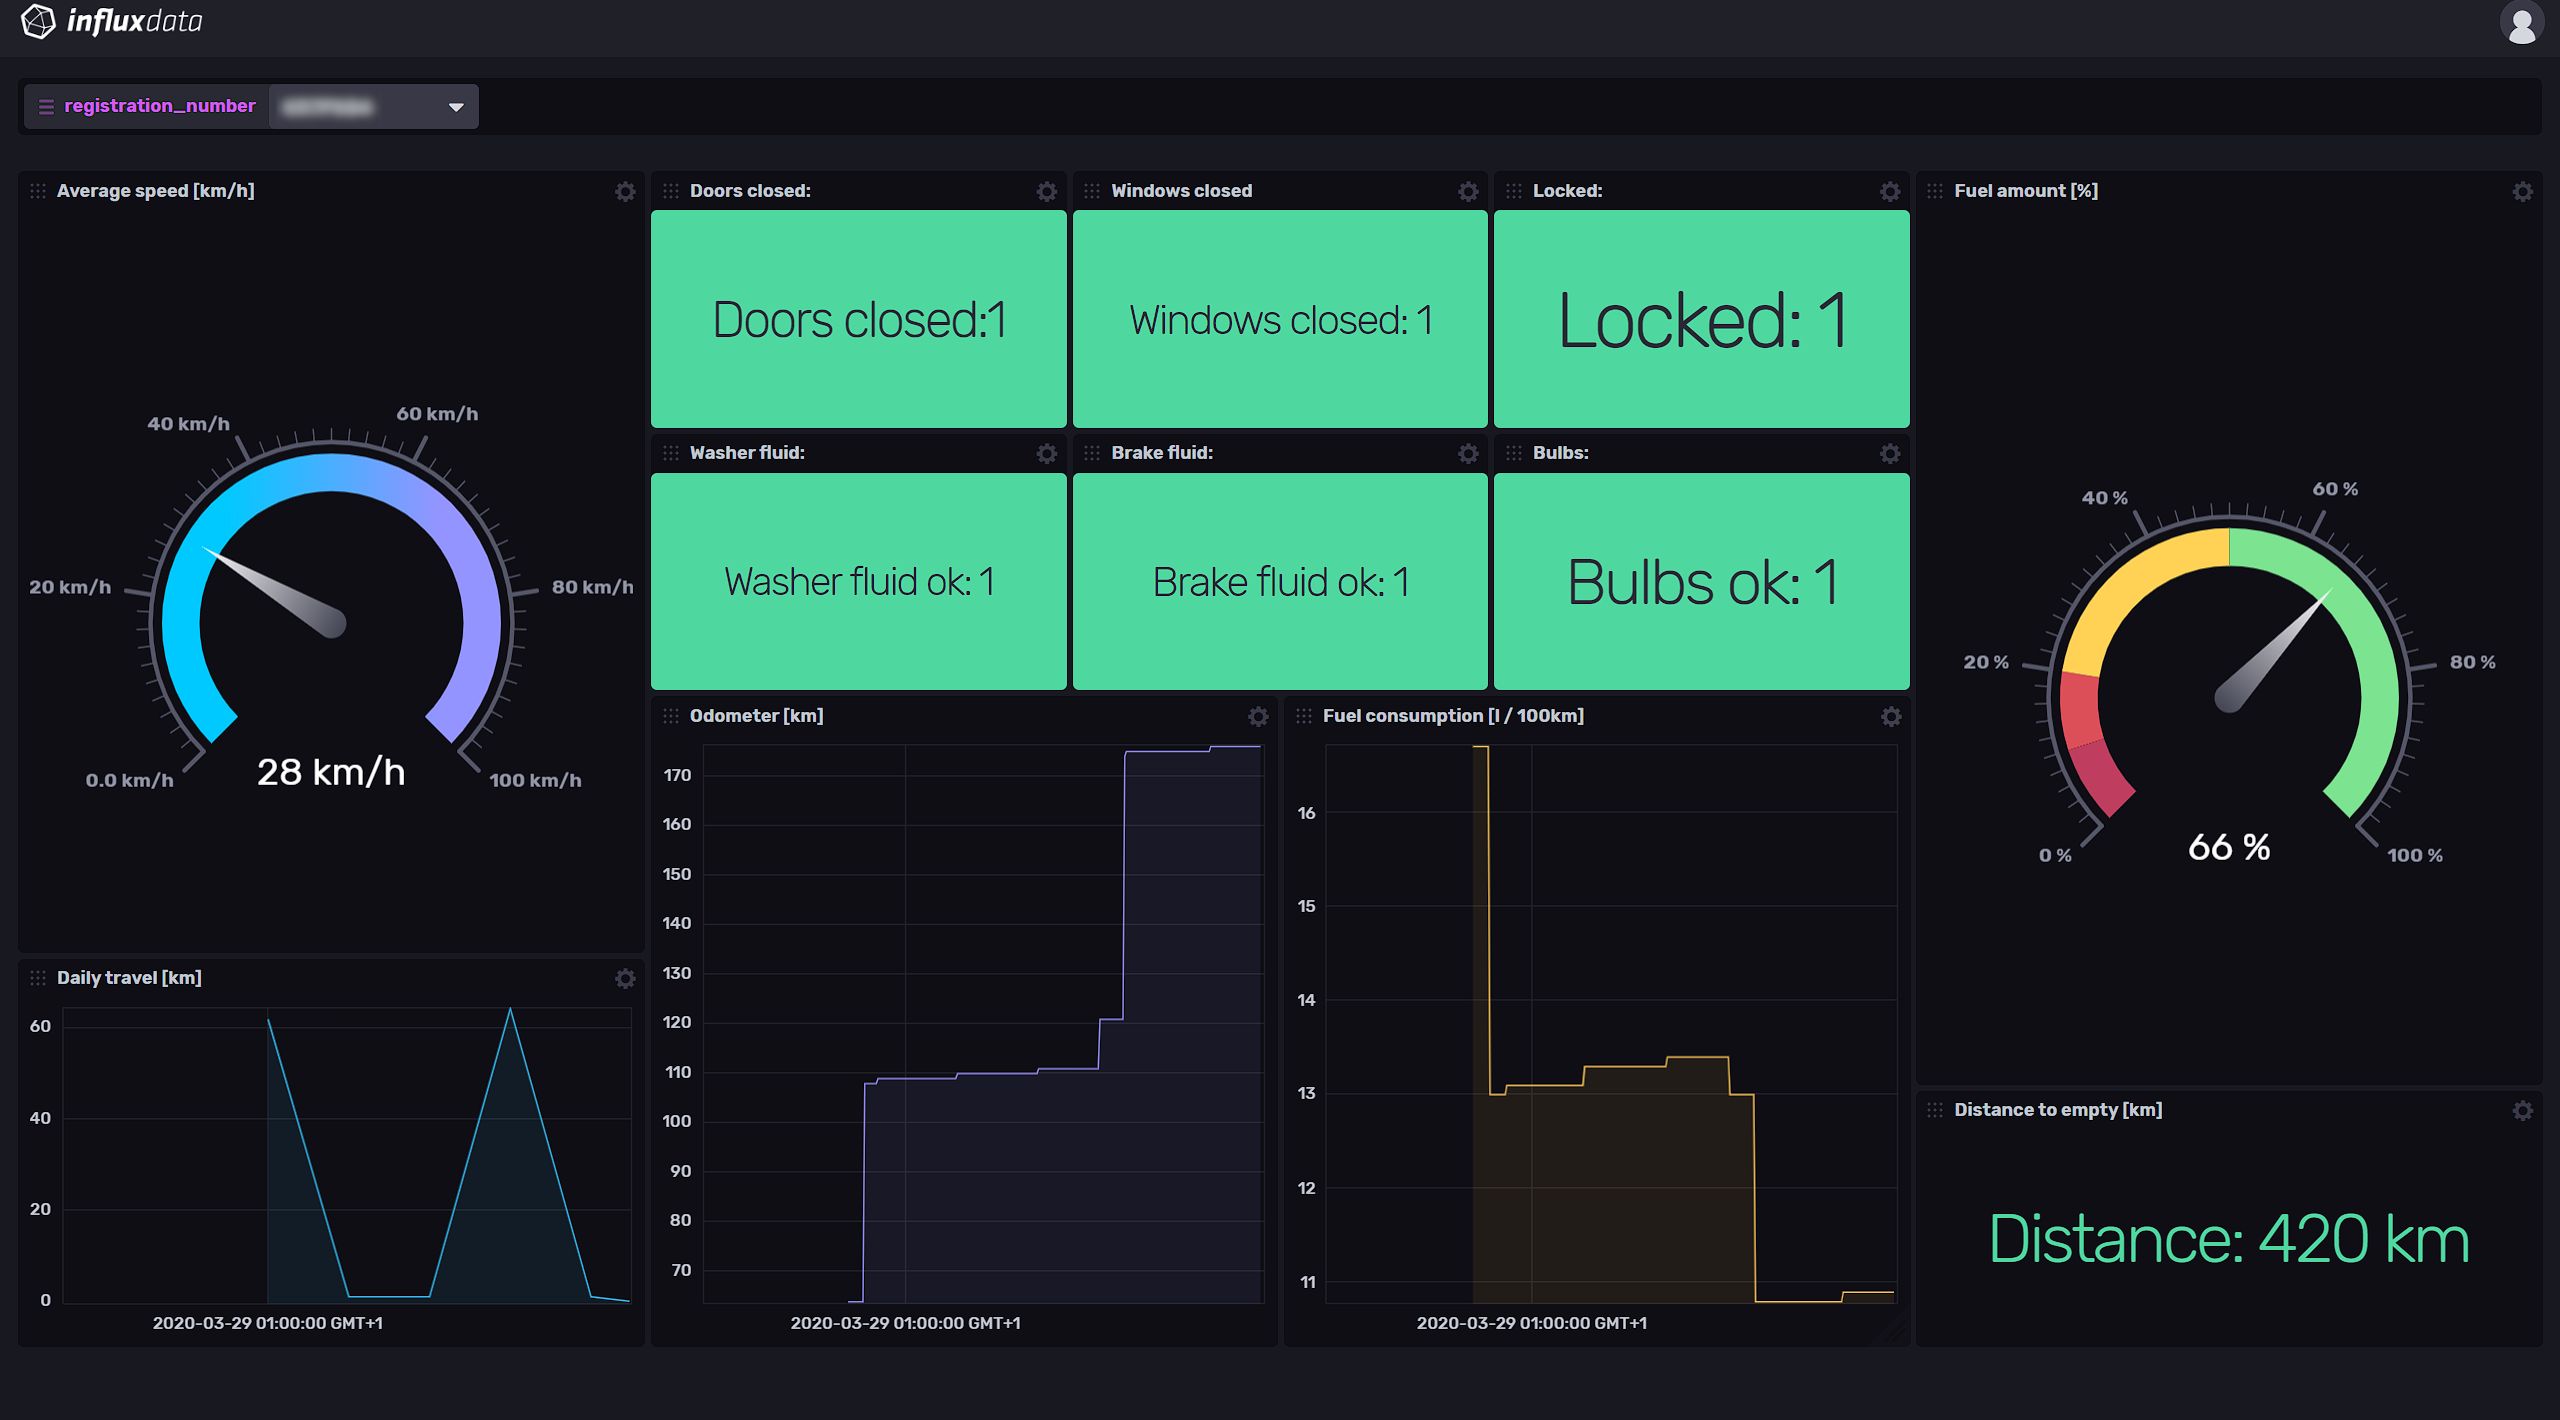 influxdata
registration_number
Average speed [km/h]
0.0 km/h
20 km/h
40 km/h
60 km/h
80 km/h
100 km/h
28 km/h
Doors closed:
Doors closed:1
Windows closed
Windows closed: 1
Locked:
Locked: 1
Washer fluid:
Washer fluid ok: 1
Brake fluid:
Brake fluid ok: 1
Bulbs:
Bulbs ok: 1
Fuel amount [%]
0 %
20 %
40 %
60 %
80 %
100 %
66 %
Daily travel [km]
60
40
20
0
2020-03-29 01:00:00 GMT+1
Odometer [km]
170
160
150
140
130
120
110
100
90
80
70
2020-03-29 01:00:00 GMT+1
Fuel consumption [l / 100km]
16
15
14
13
12
11
2020-03-29 01:00:00 GMT+1
Distance to empty [km]
Distance: 420 km